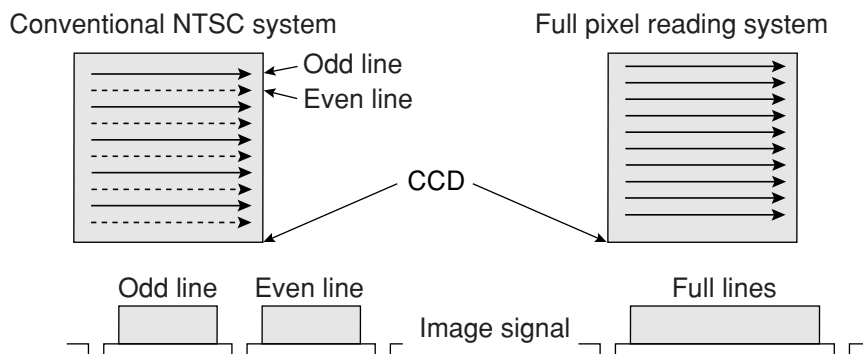 Conventional NTSC system
Full pixel reading system
Odd line
Even line
CCD
Odd line
Even line
Full lines
Image signal